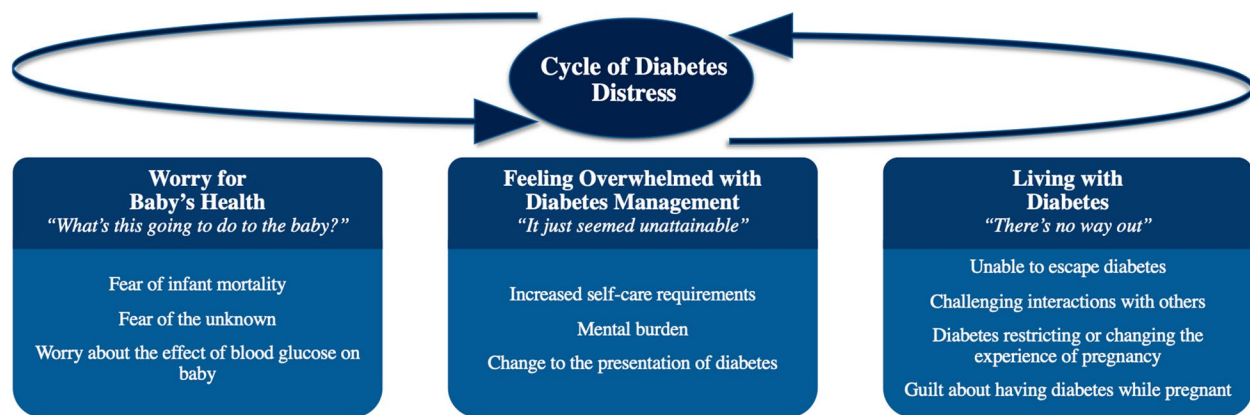 Cycle of Diabetes
Distress
Worry for
Baby’s Health
“What’s this going to do to the baby?”
Fear of infant mortality
Fear of the unknown
Worry about the effect of blood glucose on
baby
Feeling Overwhelmed with
Diabetes Management
“It just seemed unattainable”
Increased self-care requirements
Mental burden
Change to the presentation of diabetes
Living with
Diabetes
“There’s no way out”
Unable to escape diabetes
Challenging interactions with others
Diabetes restricting or changing the
experience of pregnancy
Guilt about having diabetes while pregnant